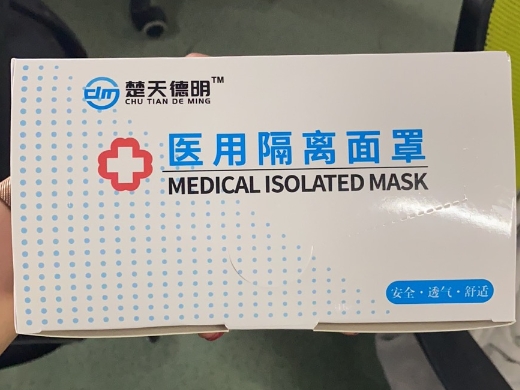 dm 楚天德明™
CHU TIAN DE MING
医用隔离面罩
MEDICAL ISOLATED MASK
安全·透气·舒适